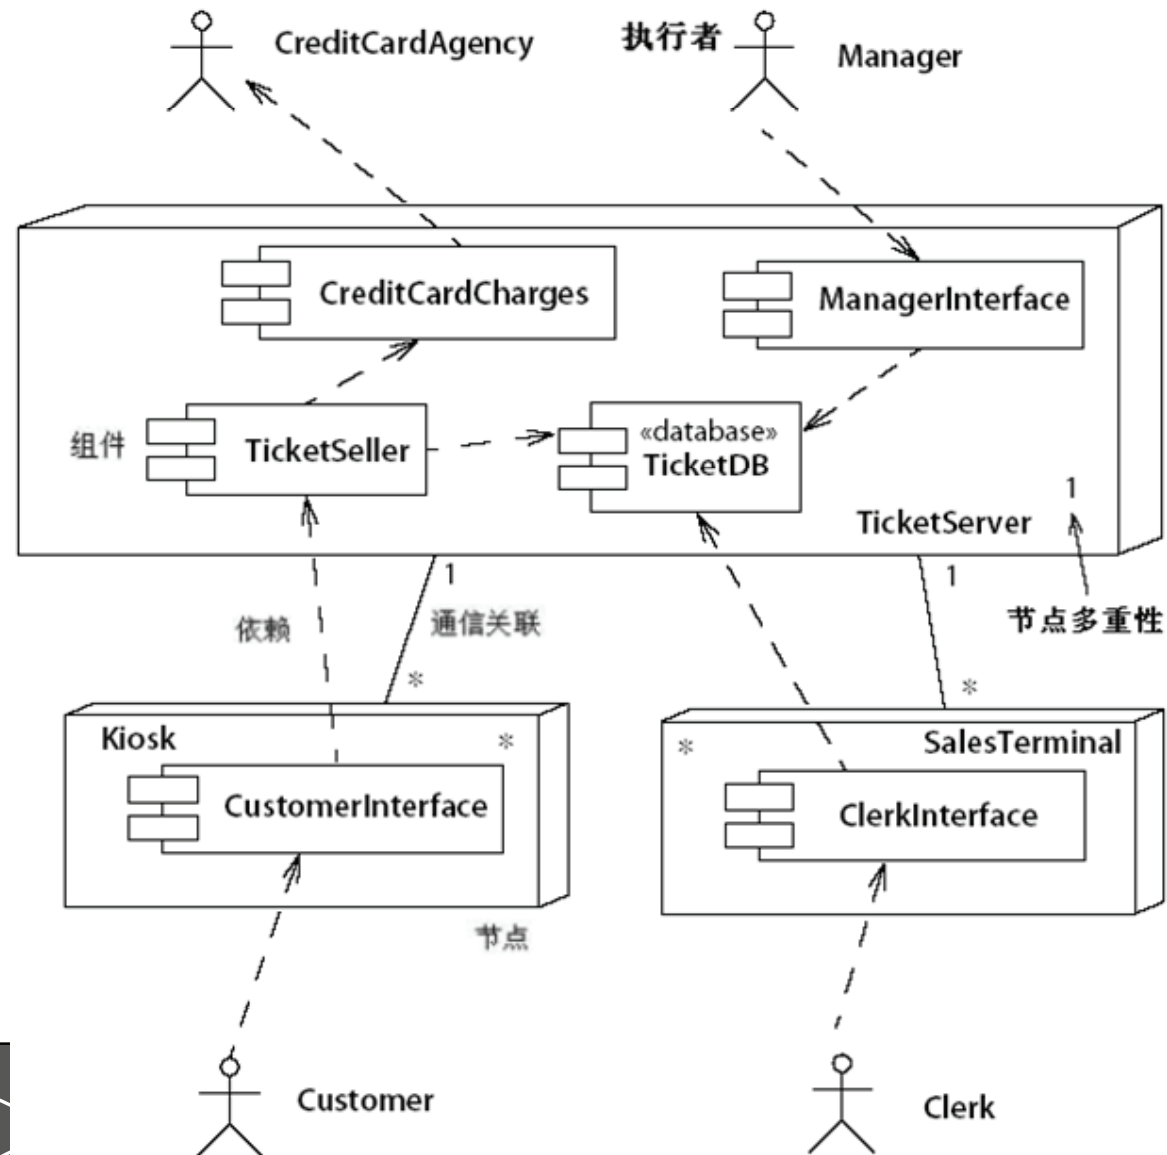 CreditCardAgency
执行者
Manager
CreditCardCharges
ManagerInterface
组件
TicketSeller
«database»
TicketDB
1
TicketServer
1
1
依赖
通信关联
节点多重性
*
*
Kiosk
*
*
SalesTerminal
CustomerInterface
ClerkInterface
节点
Customer
Clerk